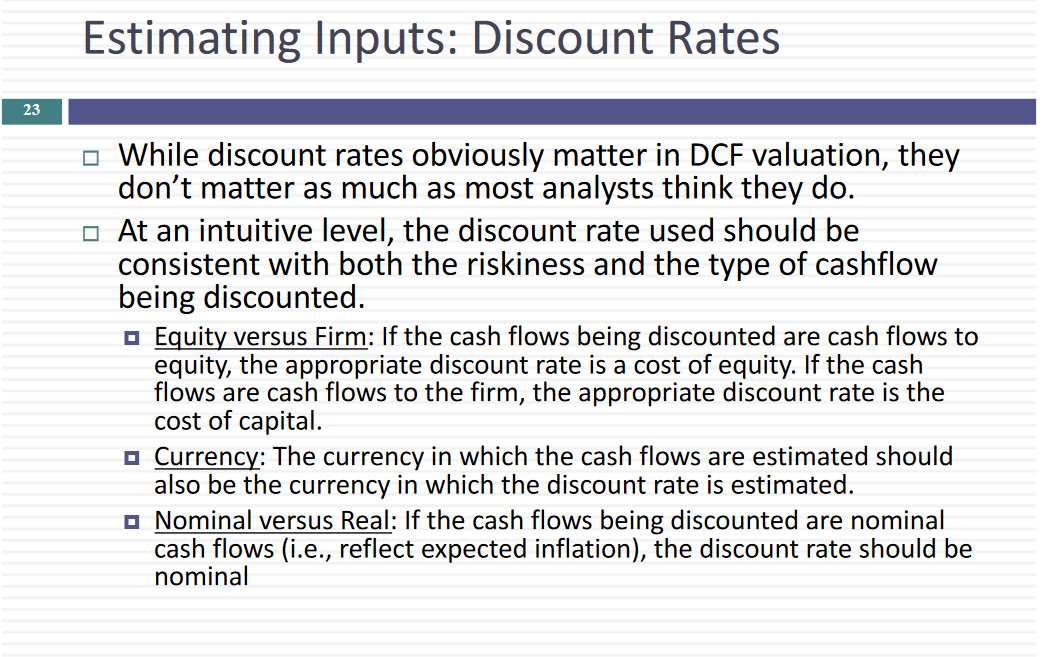 Estimating Inputs: Discount Rates
23
While discount rates obviously matter in DCF valuation, they
don’t matter as much as most analysts think they do.
At an intuitive level, the discount rate used should be
consistent with both the riskiness and the type of cashflow
being discounted.
Equity versus Firm: If the cash flows being discounted are cash flows to
equity, the appropriate discount rate is a cost of equity. If the cash
flows are cash flows to the firm, the appropriate discount rate is the
cost of capital.
Currency: The currency in which the cash flows are estimated should
also be the currency in which the discount rate is estimated.
Nominal versus Real: If the cash flows being discounted are nominal
cash flows (i.e., reflect expected inflation), the discount rate should be
nominal